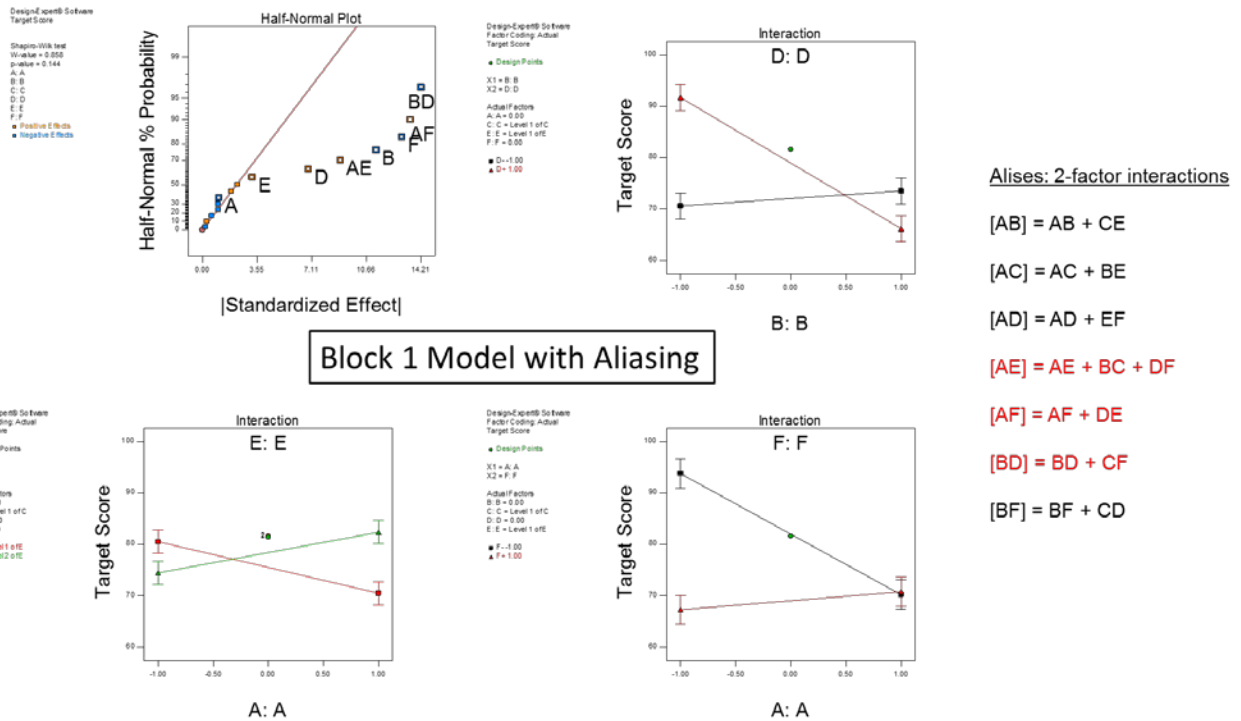 Design-Expert® Software
Target Score
Shapiro-Wilk test
W-value = 0.858
p-value = 0.144
A: A
B: B
C: C
D: D
E: E
F: F
Positive Effects
Negative Effects
Half-Normal Plot
Half-Normal % Probability
99
95
90
80
70
50
30
20
10
0
BD
AF
F
B
AE
D
E
A
0.00 3.55 7.11 10.66 14.21
|Standardized Effect|
Design-Expert® Software
Factor Coding: Actual
Target Score
Design Points
X1 = B: B
X2 = D: D
Actual Factors
A: A = 0.00
C: C = Level 1 of C
E: E = Level 1 of E
F: F = 0.00
D- -1.00
D+ 1.00
Interaction
D: D
Target Score
100
90
80
70
60
-1.00 -0.50 0.00 0.50 1.00
B: B
Alises: 2-factor interactions
[AB] = AB + CE
[AC] = AC + BE
[AD] = AD + EF
[AE] = AE + BC + DF
[AF] = AF + DE
[BD] = BD + CF
[BF] = BF + CD
Block 1 Model with Aliasing
Interaction
E: E
Target Score
100
90
80
70
60
2
-1.00 -0.50 0.00 0.50 1.00
A: A
Design-Expert® Software
Factor Coding: Actual
Target Score
Design Points
X1 = A: A
X2 = F: F
Actual Factors
B: B = 0.00
C: C = Level 1 of C
D: D = 0.00
E: E = Level 1 of E
F- -1.00
F+ 1.00
Interaction
F: F
Target Score
100
90
80
70
60
-1.00 -0.50 0.00 0.50 1.00
A: A